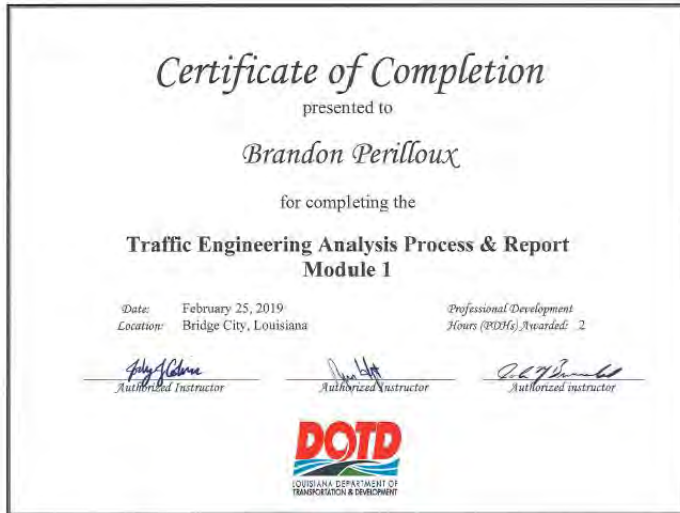 Certificate of Completion
presented to
Brandon Perilloux
for completing the
Traffic Engineering Analysis Process & Report
Module 1
Date: February 25, 2019
Location: Bridge City, Louisiana
Professional Development
Hours (PDHs) Awarded: 2
Authorized Instructor
Authorized Instructor
Authorized instructor
DOTD
LOUISIANA DEPARTMENT OF
TRANSPORTATION & DEVELOPMENT